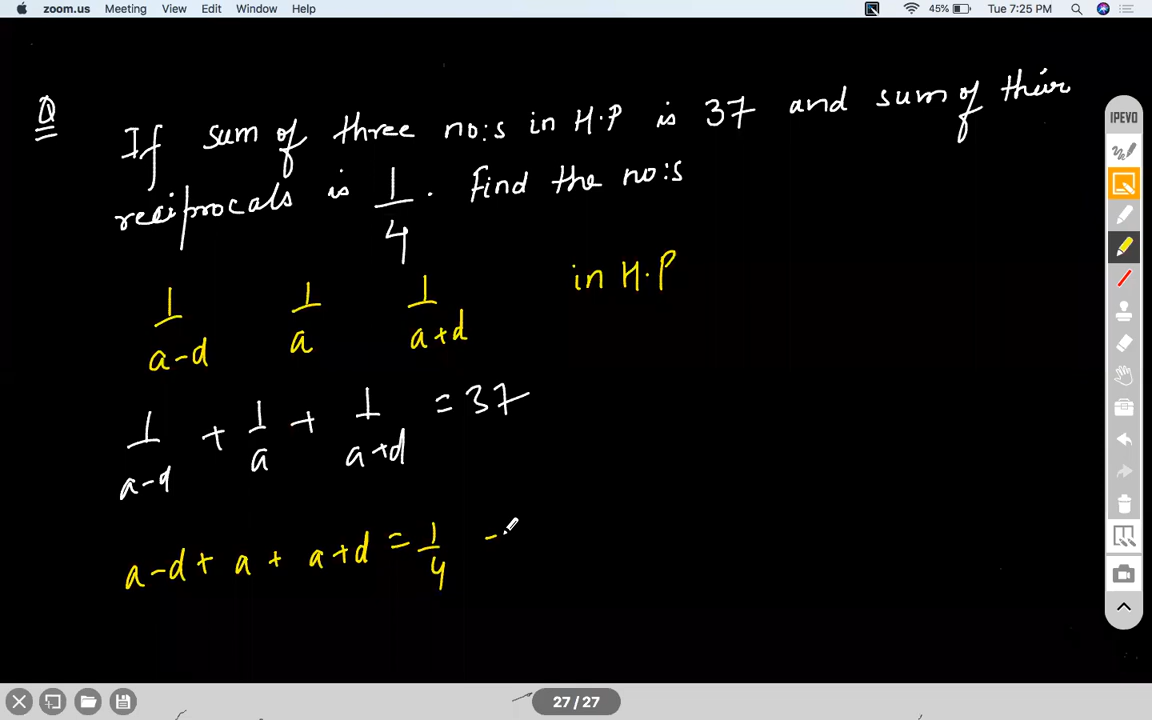 zoom.us Meeting View Edit Window Help 45% Tue 7:25 PM
Q If sum of three no:s in H.P is 37 and sum of their
reciprocals is 1/4. Find the no:s
1/(a-d) 1/a 1/(a+d) in H.P
1/(a-d) + 1/a + 1/(a+d) = 37
a-d + a + a+d = 1/4 -
IPEVO
27 / 27